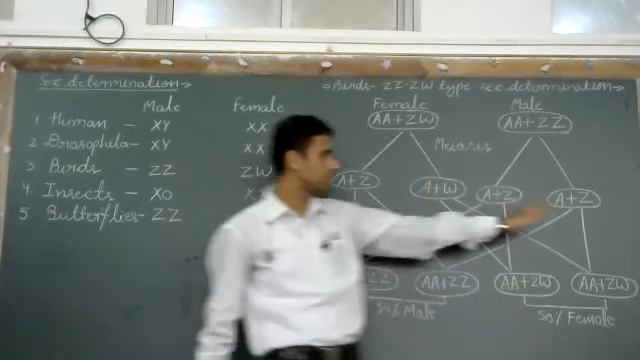 Sex determination →
Male Female
1 Human - XY XX
2 Drosophila - XY XX
3 Birds - ZZ ZW
4 Insects - XO
5 Butterflies - ZZ
⇒ Birds - ZZ-ZW type sex determination →
Female Male
AA+ZW AA+ZZ
Meiosis
A+Z A+W A+Z A+Z
ZZ AA+ZZ AA+ZW AA+ZW
50% Male 50% Female